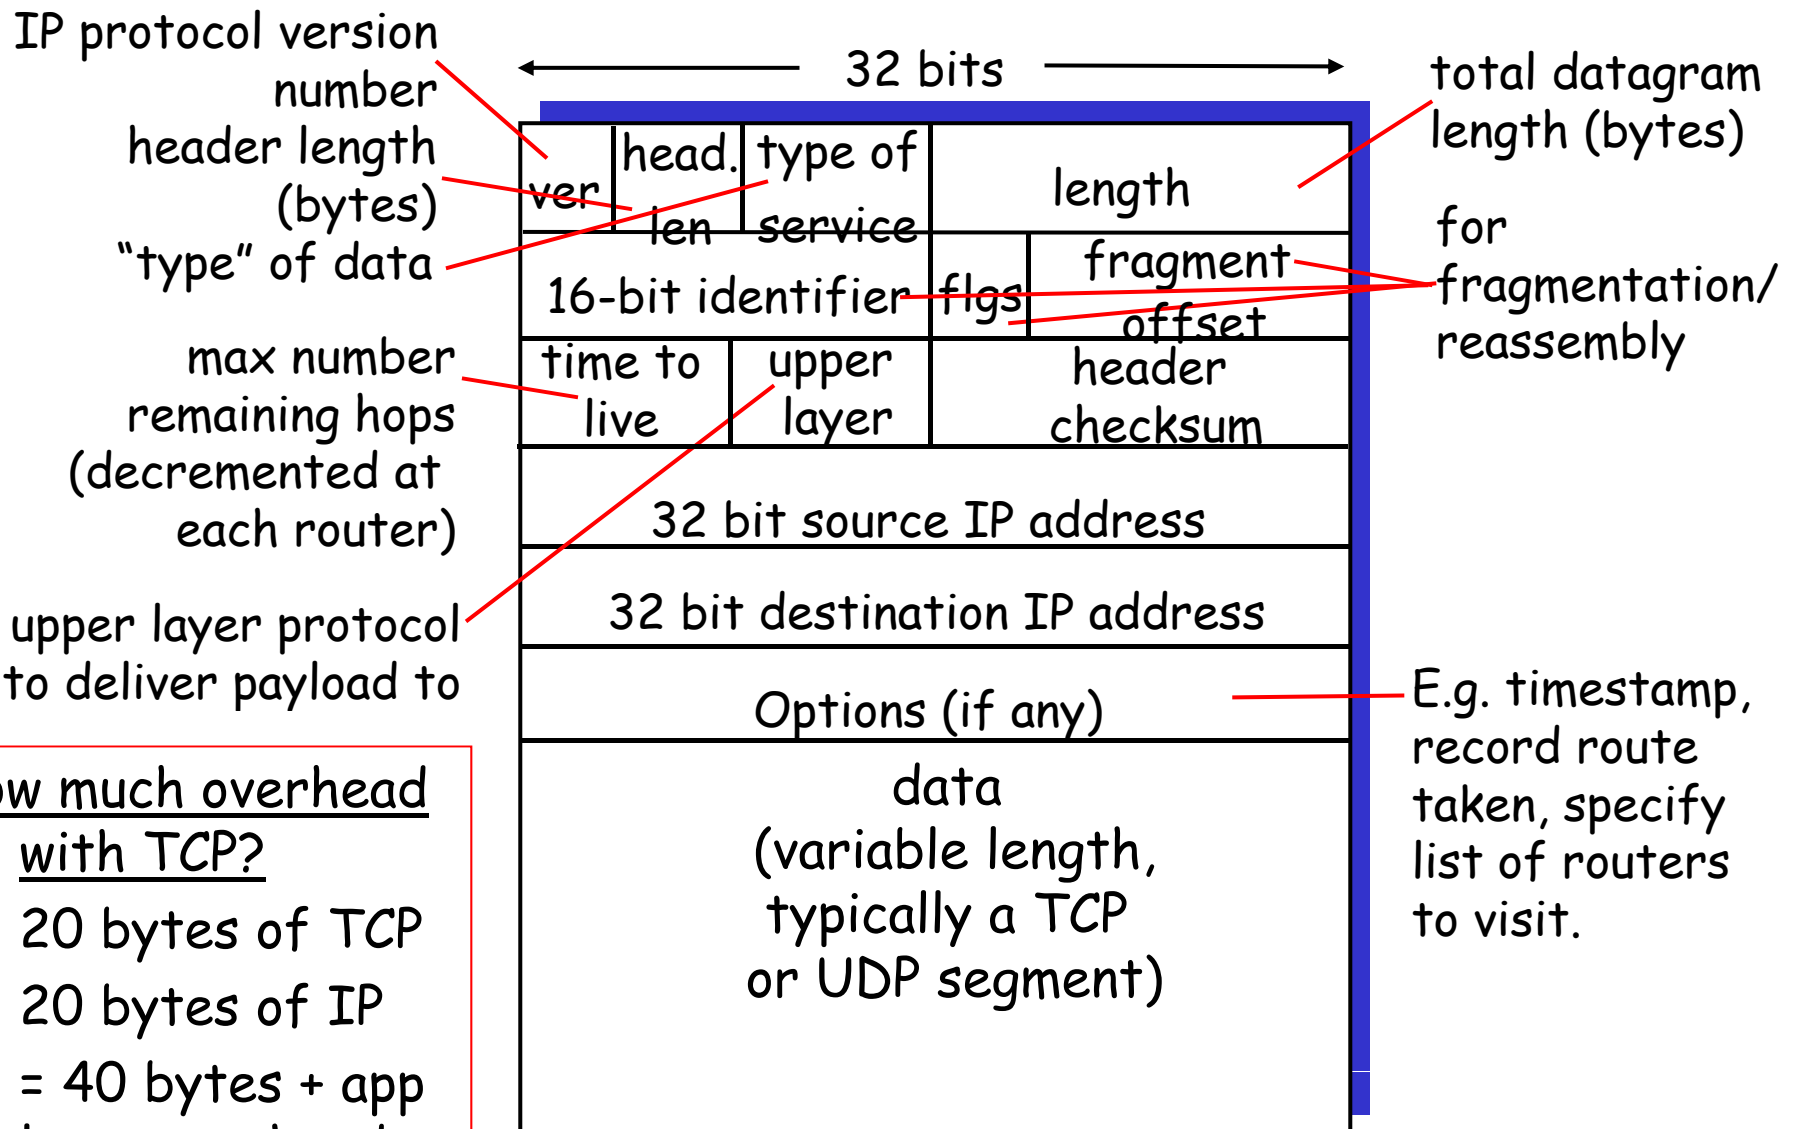 IP protocol version
number
header length
(bytes)
“type” of data
max number
remaining hops
(decremented at
each router)
upper layer protocol
to deliver payload to
much overhead
with TCP?
20 bytes of TCP
20 bytes of IP
= 40 bytes + app
32 bits
ver
head.
len
type of
service
length
16-bit identifier
flgs
fragment
offset
time to
live
upper
layer
header
checksum
32 bit source IP address
32 bit destination IP address
Options (if any)
data
(variable length,
typically a TCP
or UDP segment)
total datagram
length (bytes)
for
fragmentation/
reassembly
E.g. timestamp,
record route
taken, specify
list of routers
to visit.